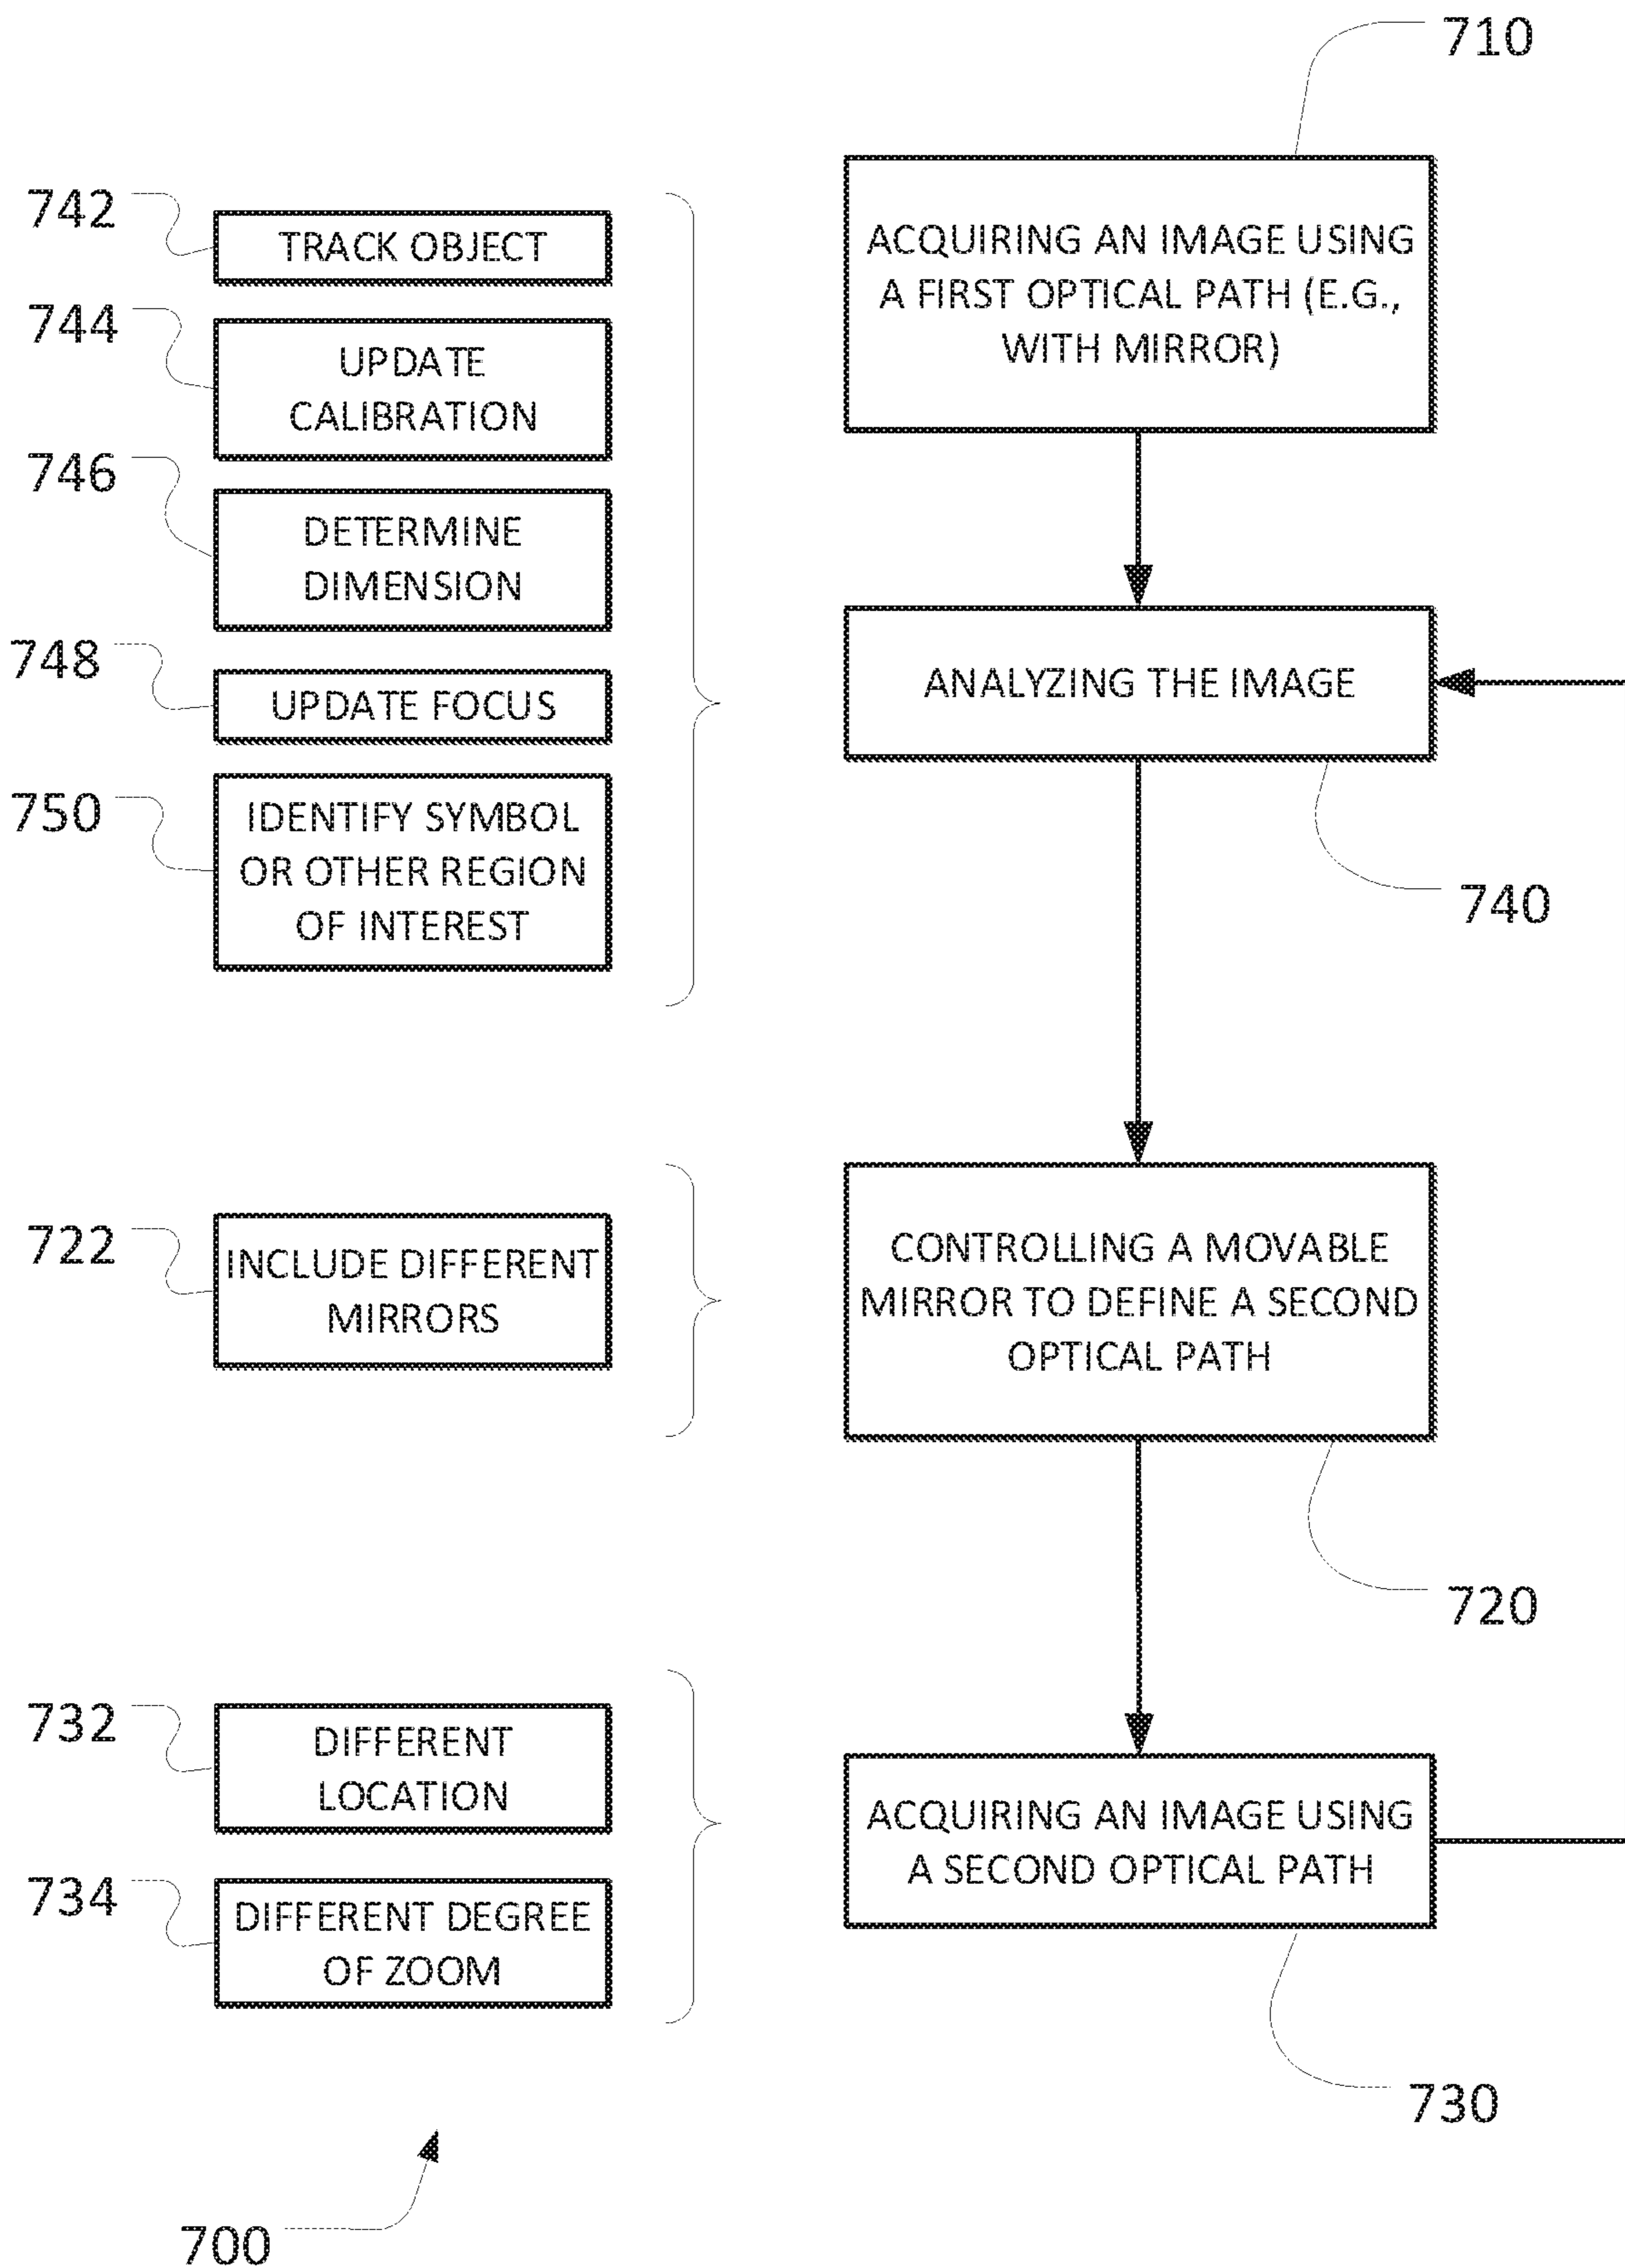 710
ACQUIRING AN IMAGE USING
A FIRST OPTICAL PATH (E.G.,
WITH MIRROR)
742
TRACK OBJECT
744
UPDATE
CALIBRATION
746
DETERMINE
DIMENSION
748
UPDATE FOCUS
750
IDENTIFY SYMBOL
OR OTHER REGION
OF INTEREST
ANALYZING THE IMAGE
740
722
INCLUDE DIFFERENT
MIRRORS
CONTROLLING A MOVABLE
MIRROR TO DEFINE A SECOND
OPTICAL PATH
720
732
DIFFERENT
LOCATION
734
DIFFERENT DEGREE
OF ZOOM
ACQUIRING AN IMAGE USING
A SECOND OPTICAL PATH
730
700